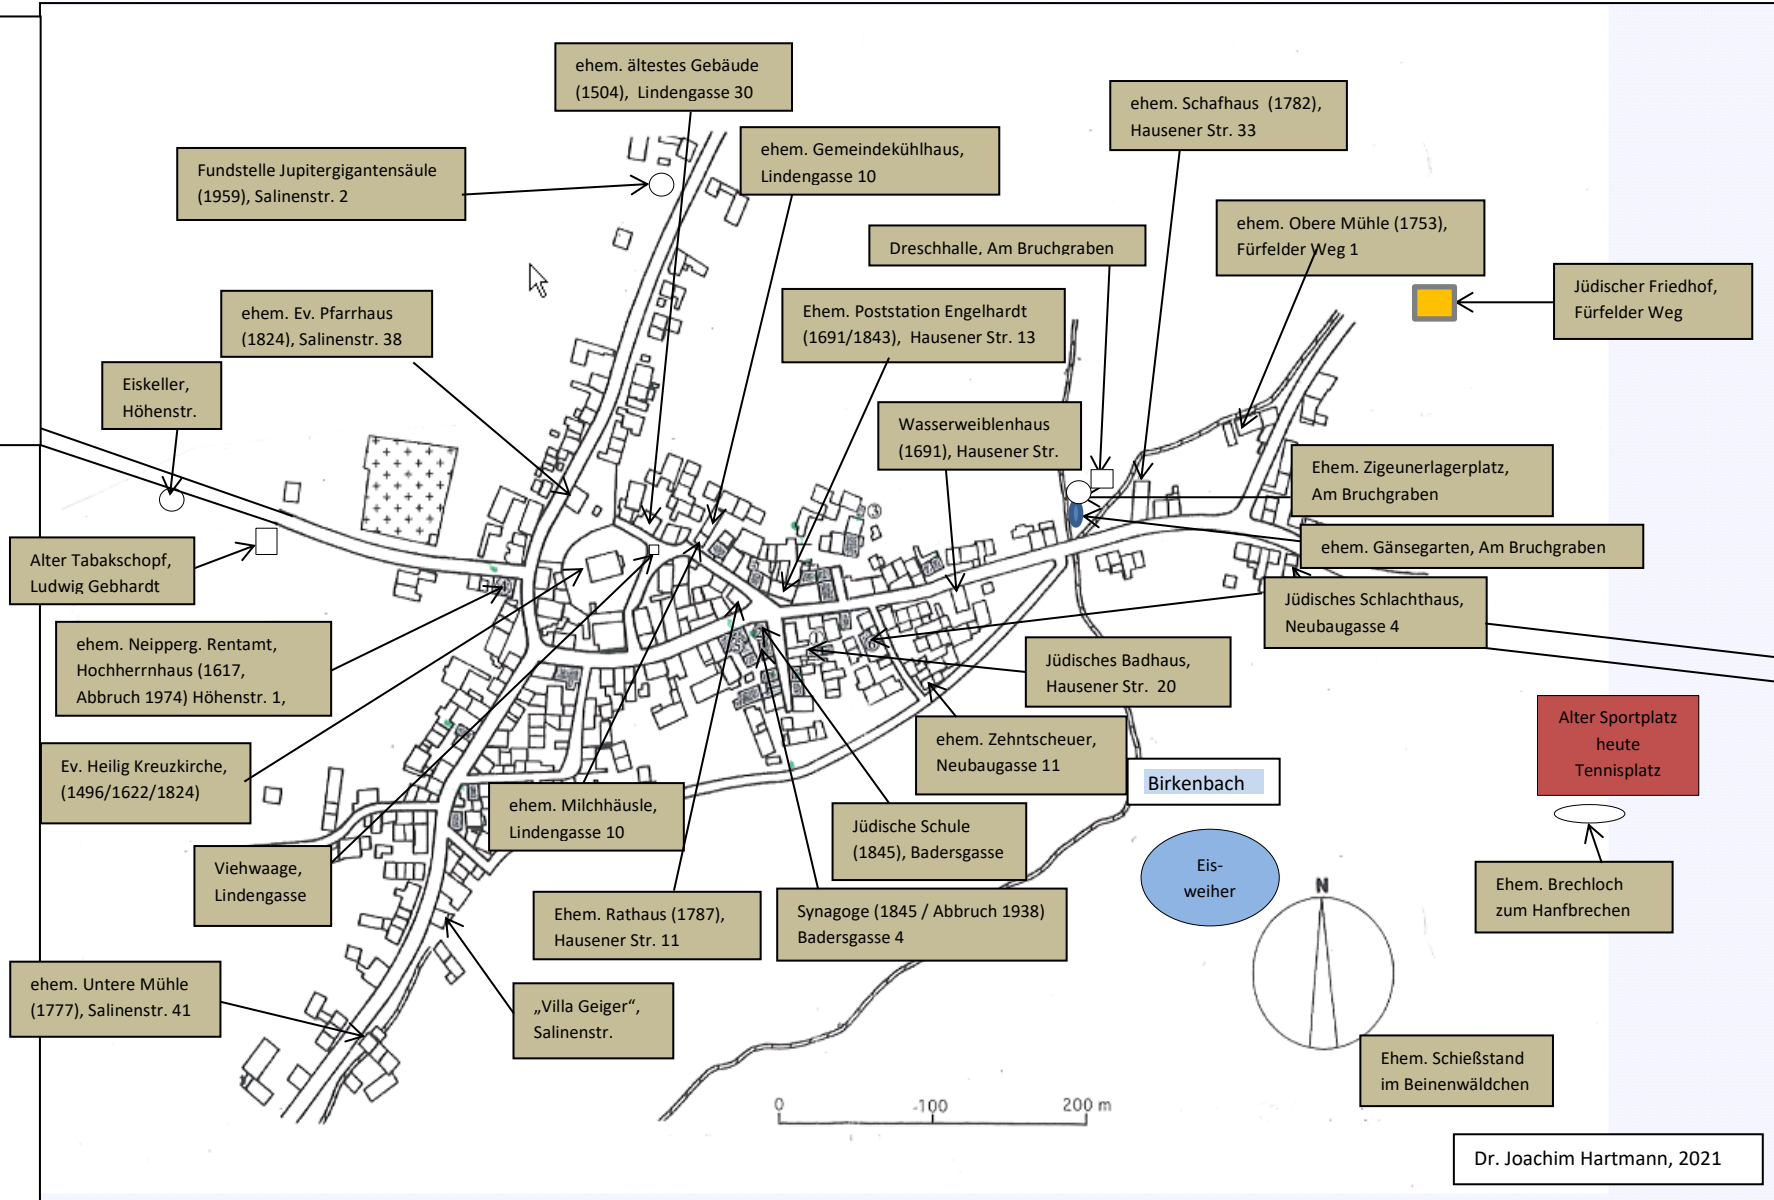 ehem. ältestes Gebäude
(1504), Lindengasse 30
ehem. Schafhaus (1782),
Hausener Str. 33
ehem. Gemeindekühlhaus,
Lindengasse 10
Fundstelle Jupitergigantensäule
(1959), Salinenstr. 2
ehem. Obere Mühle (1753),
Fürfelder Weg 1
Dreschhalle, Am Bruchgraben
Jüdischer Friedhof,
Fürfelder Weg
ehem. Ev. Pfarrhaus
(1824), Salinenstr. 38
Ehem. Poststation Engelhardt
(1691/1843), Hausener Str. 13
Eiskeller,
Höhenstr.
Wasserweiblenhaus
(1691), Hausener Str.
Ehem. Zigeunerlagerplatz,
Am Bruchgraben
3
ehem. Gänsegarten, Am Bruchgraben
Alter Tabakschopf,
Ludwig Gebhardt
Jüdisches Schlachthaus,
Neubaugasse 4
ehem. Neipperg. Rentamt,
Hochherrnhaus (1617,
Abbruch 1974) Höhenstr. 1,
Jüdisches Badhaus,
Hausener Str. 20
Alter Sportplatz
heute
Tennisplatz
ehem. Zehntscheuer,
Neubaugasse 11
Ev. Heilig Kreuzkirche,
(1496/1622/1824)
Birkenbach
ehem. Milchhäusle,
Lindengasse 10
Jüdische Schule
(1845), Badersgasse
Viehwaage,
Lindengasse
Eis-
weiher
Ehem. Brechloch
zum Hanfbrechen
N
Ehem. Rathaus (1787),
Hausener Str. 11
Synagoge (1845 / Abbruch 1938)
Badersgasse 4
ehem. Untere Mühle
(1777), Salinenstr. 41
„Villa Geiger“,
Salinenstr.
Ehem. Schießstand
im Beinenwäldchen
0 -100 200 m
Dr. Joachim Hartmann, 2021